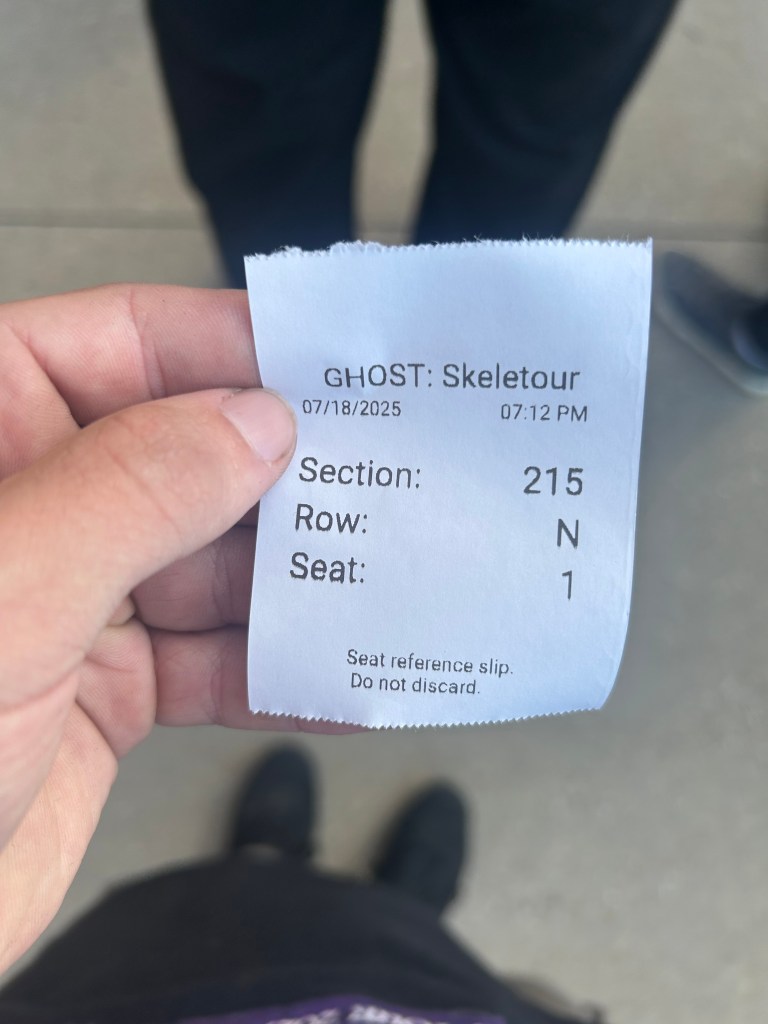 GHOST: Skeletour
07/18/2025 07:12 PM
Section: 215
Row: N
Seat: 1
Seat reference slip.
Do not discard.